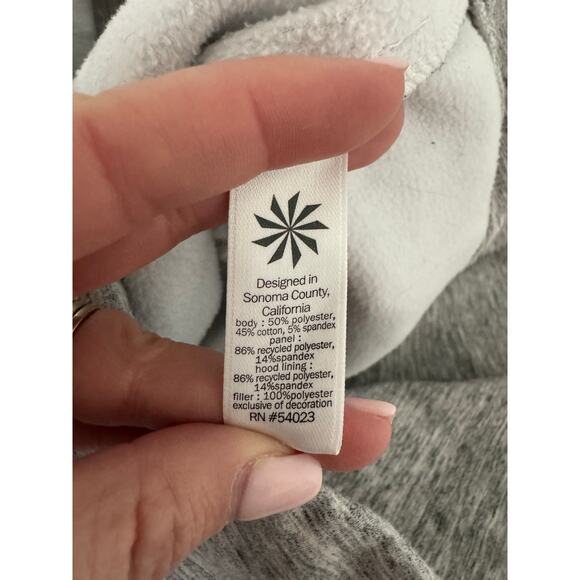 Designed in
Sonoma County,
California
body : 50% polyester,
45% cotton, 5% spandex
panel :
86% recycled polyester,
14%spandex
hood lining :
86% recycled polyester,
14%spandex
filler : 100%polyester
exclusive of decoration
RN #54023